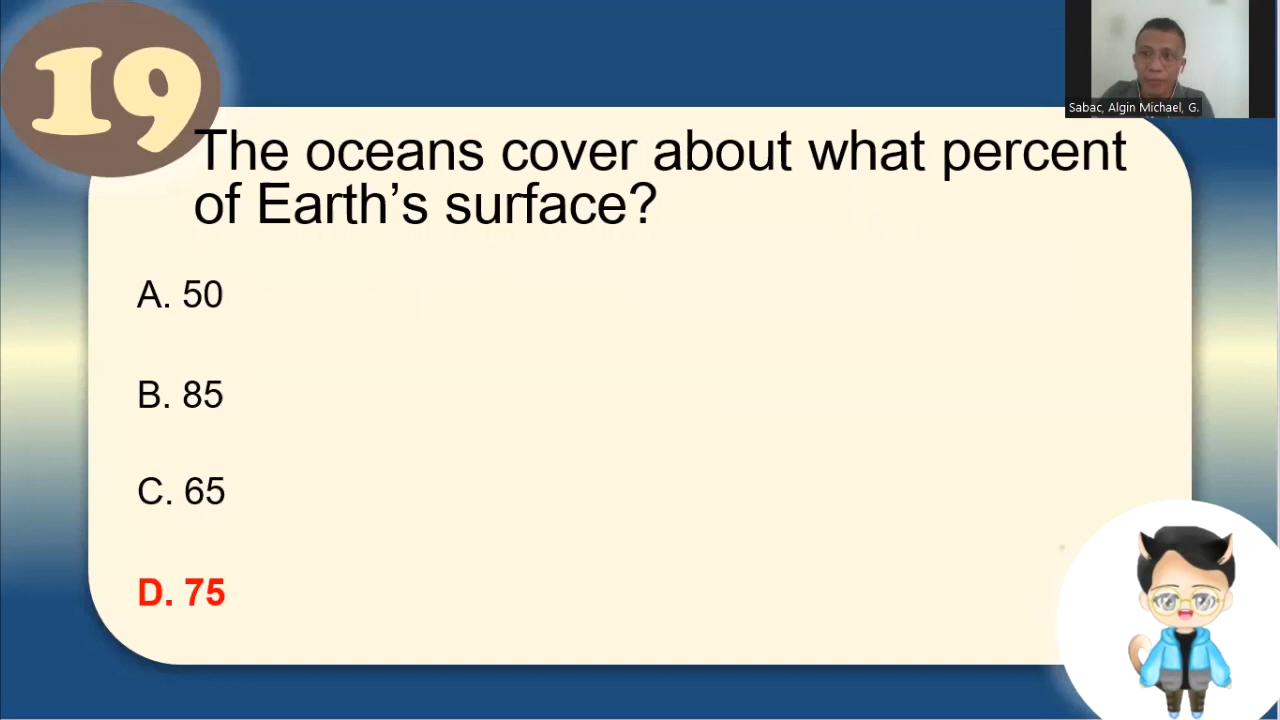 19
Sabac, Algin Michael, G.
The oceans cover about what percent
of Earth’s surface?
A. 50
B. 85
C. 65
D. 75